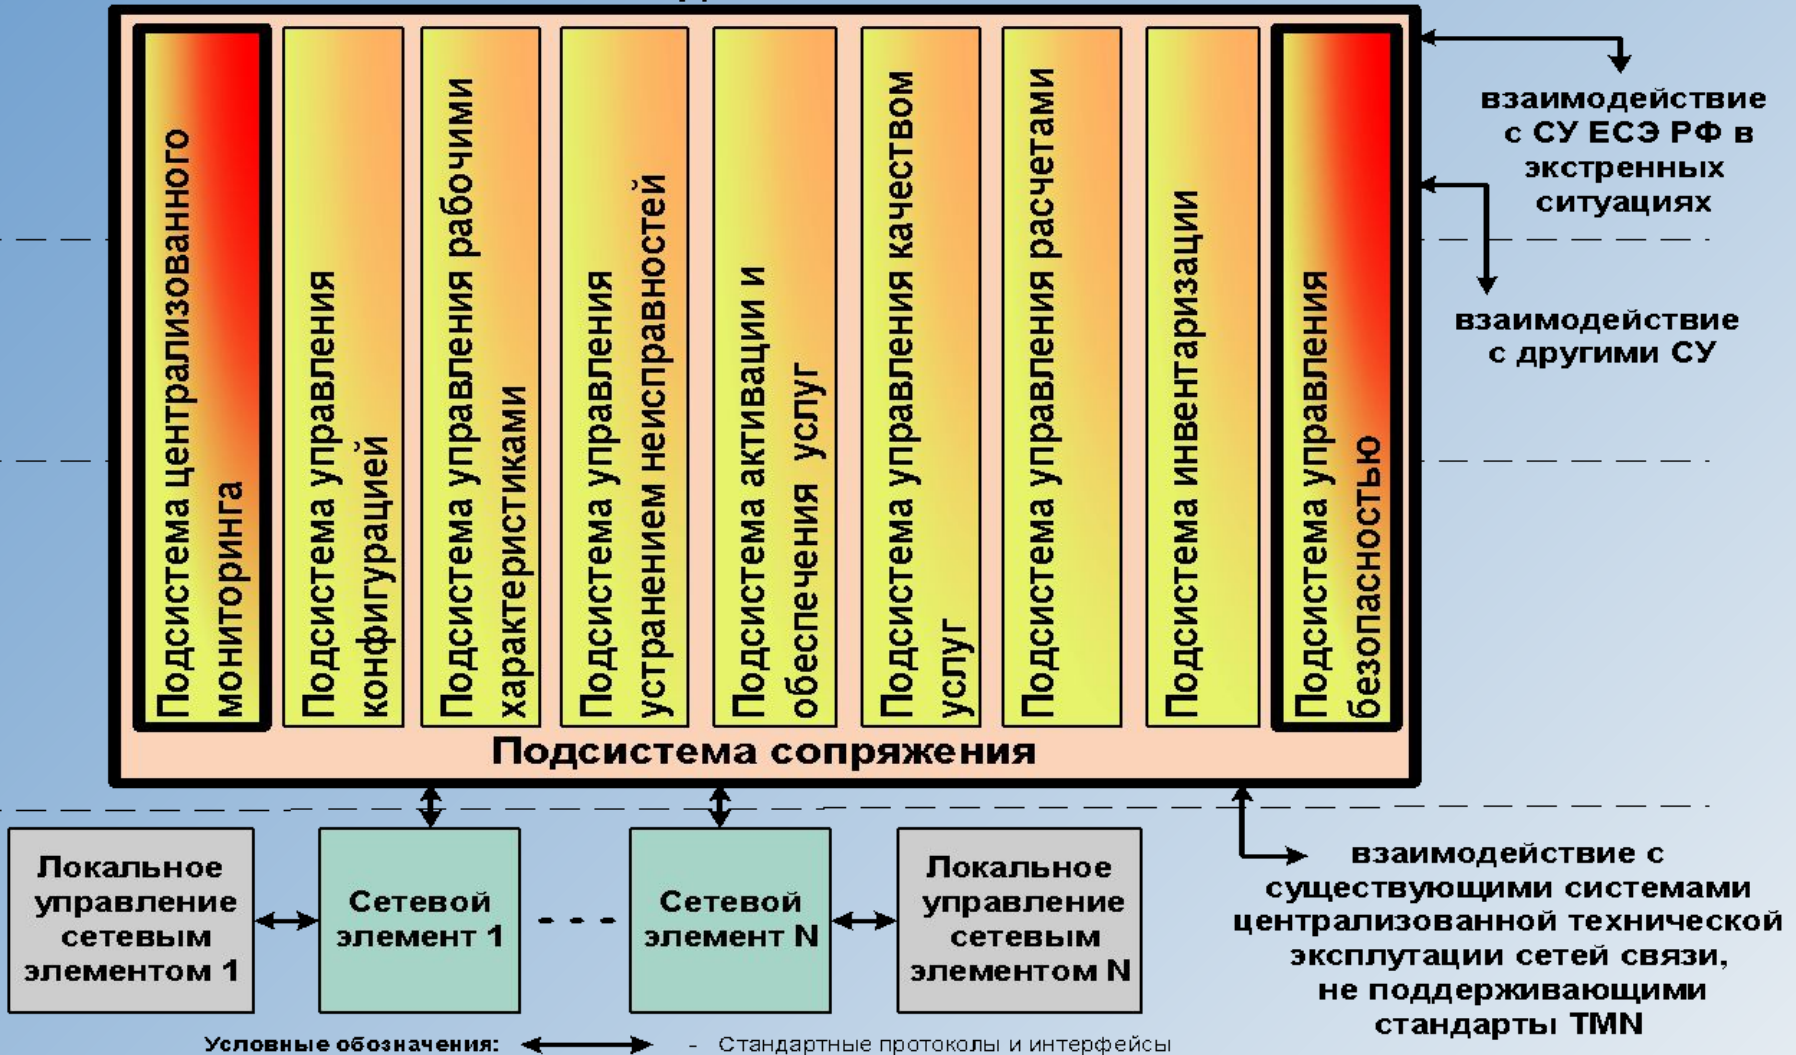 Подсистема централизованного
мониторинга
Подсистема управления
конфигурацией
Подсистема управления рабочими
характеристиками
Подсистема управления
устранением неисправностей
Подсистема активации и
обеспечения услуг
Подсистема управления качеством
услуг
Подсистема управления расчетами
Подсистема инвентаризации
Подсистема управления
безопасностью
Подсистема сопряжения
взаимодействие
с СУ ЕСЭ РФ в
экстренных
ситуациях
взаимодействие
с другими СУ
Локальное
управление
сетевым
элементом 1
Сетевой
элемент 1
Сетевой
элемент N
Локальное
управление
сетевым
элементом N
взаимодействие с
существующими системами
централизованной технической
эксплутации сетей связи,
не поддерживающими
стандарты TMN
Условные обозначения: - Стандартные протоколы и интерфейсы